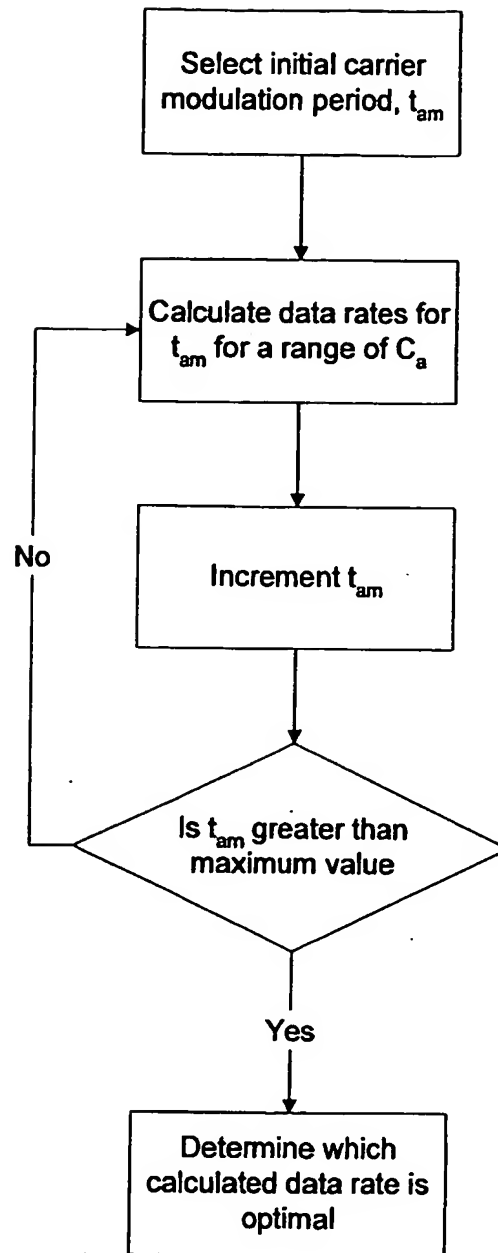 Select initial carrier
modulation period, t_am
Calculate data rates for
t_am for a range of C_a
No
Increment t_am
Is t_am greater than
maximum value
Yes
Determine which
calculated data rate is
optimal